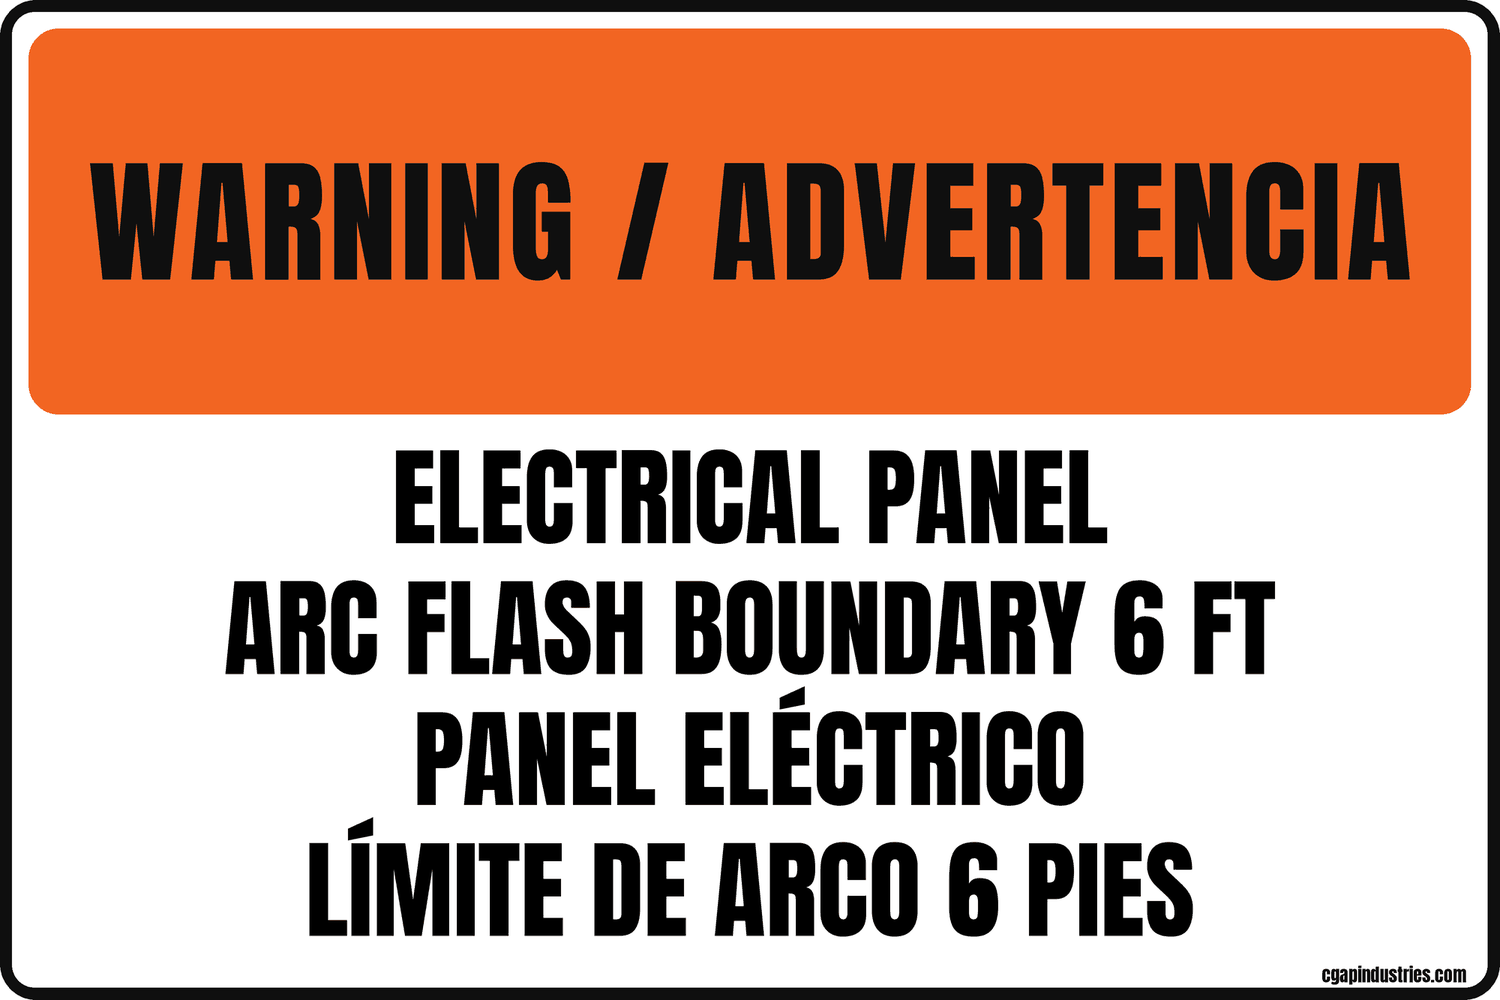 WARNING / ADVERTENCIA
ELECTRICAL PANEL
ARC FLASH BOUNDARY 6 FT
PANEL ELÉCTRICO
LÍMITE DE ARCO 6 PIES
cgapindustries.com